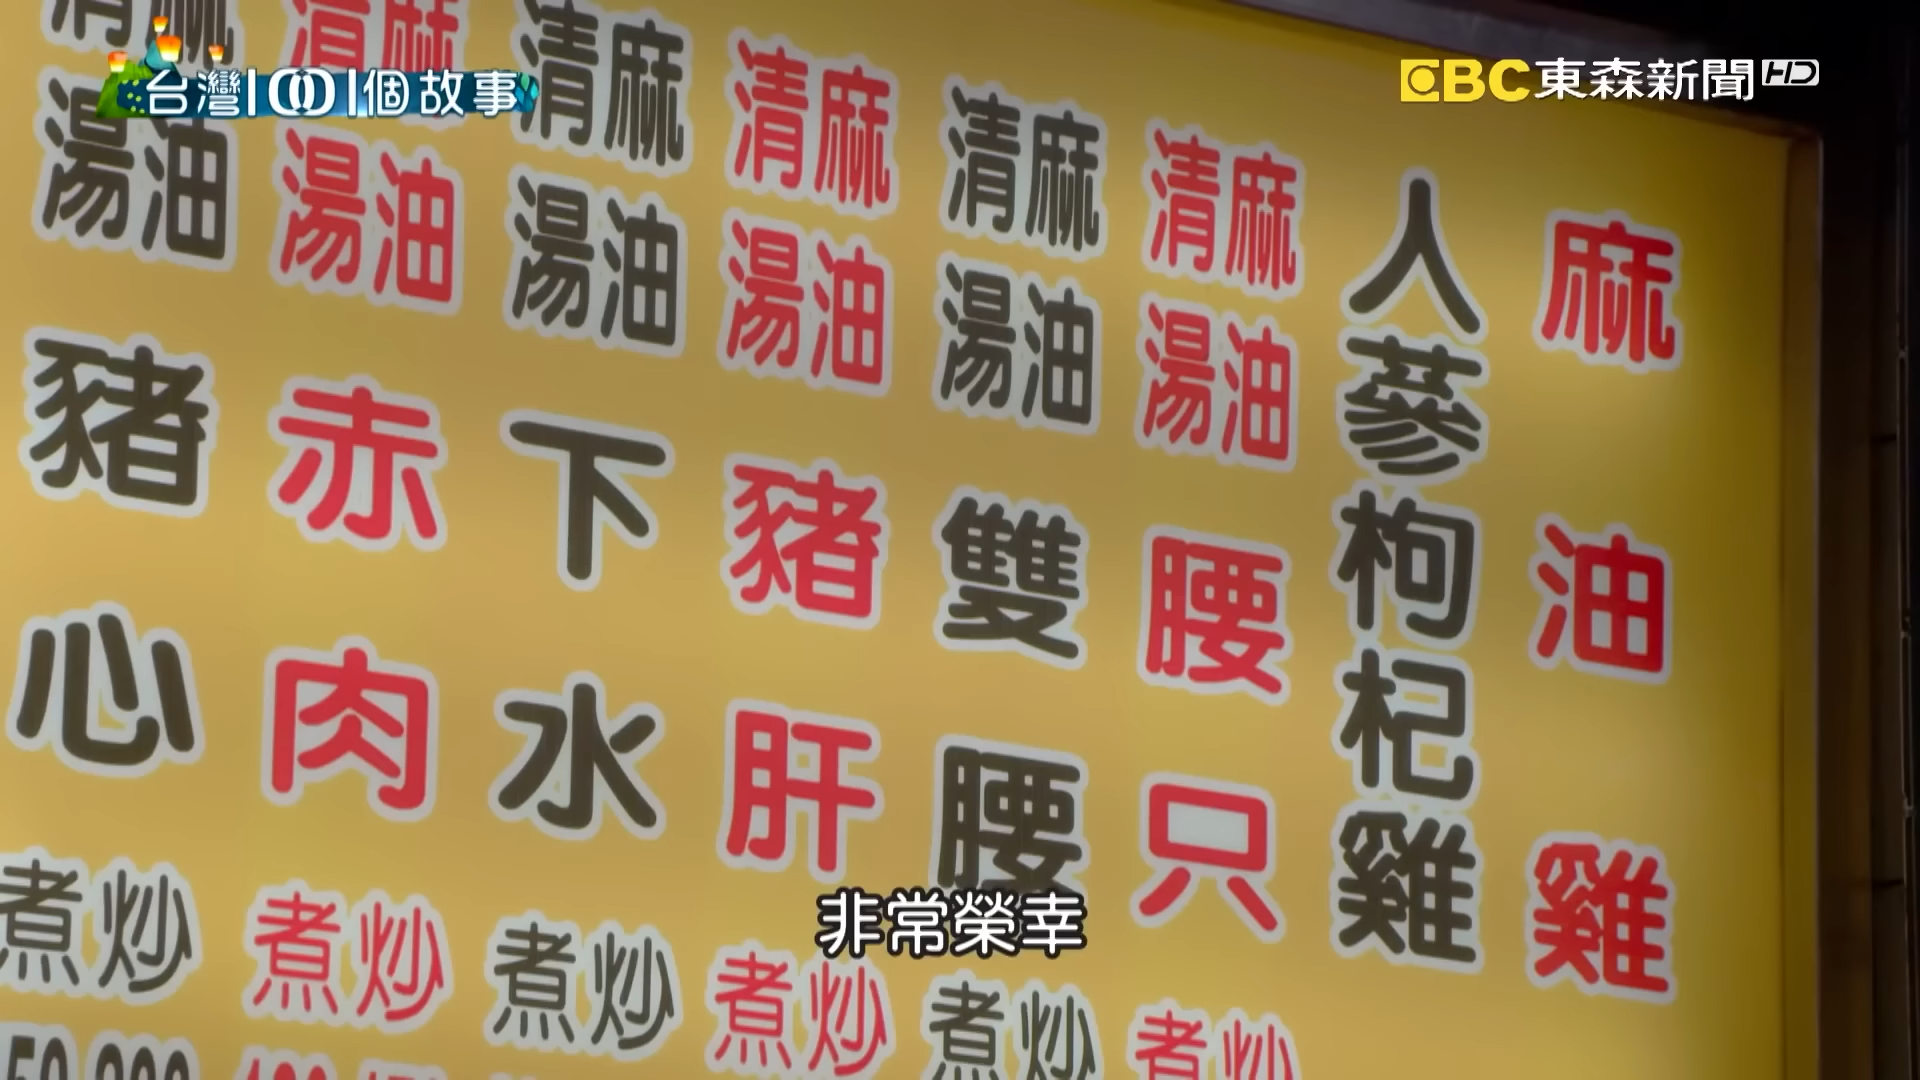 台灣1001個故事
EBC東森新聞HD
麻油雞
人蔘枸杞雞
麻油
清湯
腰只
煮炒
麻油
清湯
雙腰
煮炒
麻油
清湯
豬肝
煮炒
麻油
清湯
下水
煮炒
麻油
清湯
赤肉
煮炒
麻油
清湯
豬心
煮炒
非常榮幸